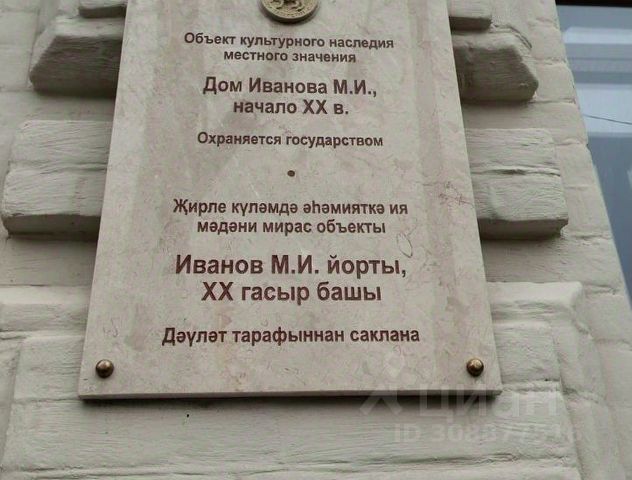 Объект культурного наследия
местного значения
Дом Иванова М.И.,
начало XX в.
Охраняется государством
•
Җирле күләмдә әһәмияткә ия
мәдәни мирас объекты
Иванов М.И. йорты,
XX гасыр башы
Дәүләт тарафыннан саклана
циан